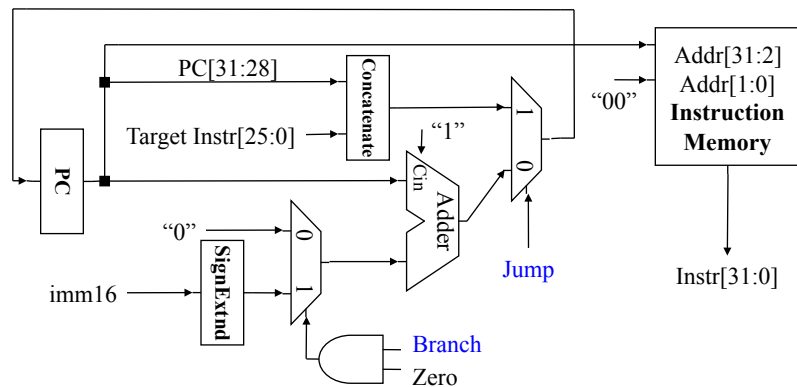 PC[31:28]
Concatenate
Addr[31:2]
Addr[1:0]
Instruction
Memory
“00”
Target Instr[25:0]
“1”
1
0
PC
Cin
Adder
“0”
0
1
SignExtnd
imm16
Jump
Instr[31:0]
Branch
Zero